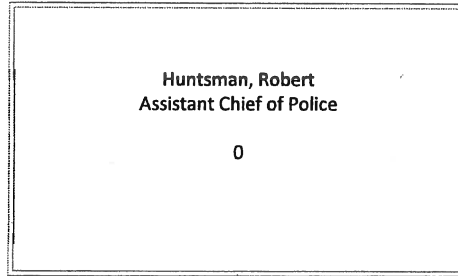 Huntsman, Robert
Assistant Chief of Police
0